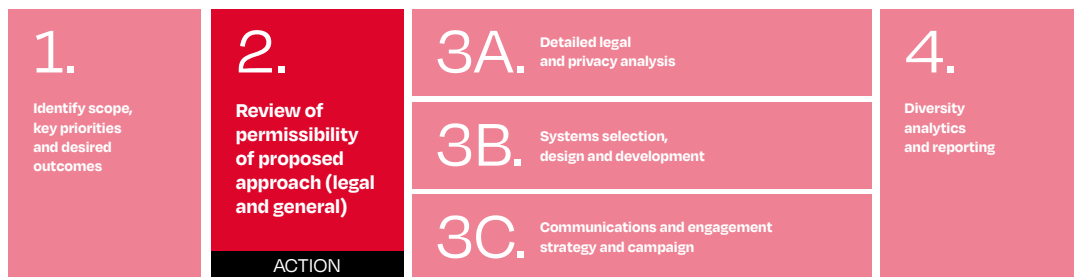 1.
Identify scope,
key priorities
and desired
outcomes
2.
Review of
permissibility
of proposed
approach (legal
and general)
ACTION
3A.
Detailed legal
and privacy analysis
3B.
Systems selection,
design and development
3C.
Communications and engagement
strategy and campaign
4.
Diversity
analytics
and reporting